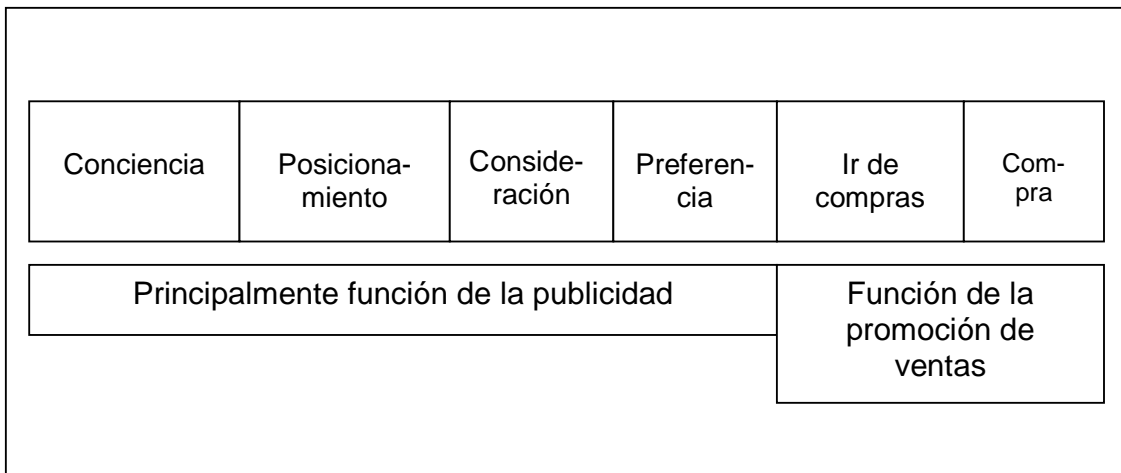 Conciencia
Posiciona-
miento
Conside-
ración
Preferen-
cia
Ir de
compras
Com-
pra
Principalmente función de la publicidad
Función de la
promoción de
ventas